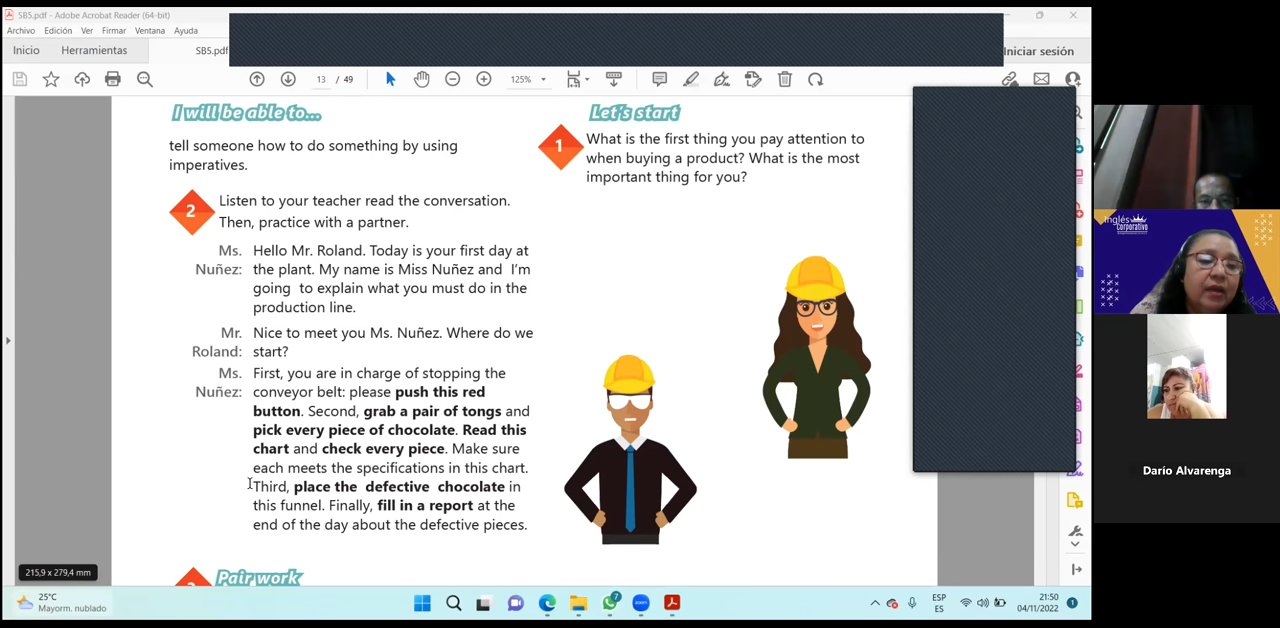 SB5.pdf - Adobe Acrobat Reader (64-bit)
Archivo Edición Ver Firmar Ventana Ayuda
Inicio Herramientas SB5.pdf Iniciar sesión
13 / 49 125%
I will be able to...
tell someone how to do something by using
imperatives.
2 Listen to your teacher read the conversation.
Then, practice with a partner.
Ms. Hello Mr. Roland. Today is your first day at
Nuñez: the plant. My name is Miss Nuñez and I'm
going to explain what you must do in the
production line.
Mr. Nice to meet you Ms. Nuñez. Where do we
Roland: start?
Ms. First, you are in charge of stopping the
Nuñez: conveyor belt: please push this red
button. Second, grab a pair of tongs and
pick every piece of chocolate. Read this
chart and check every piece. Make sure
each meets the specifications in this chart.
Third, place the defective chocolate in
this funnel. Finally, fill in a report at the
end of the day about the defective pieces.
Pair work
Let's start
1 What is the first thing you pay attention to
when buying a product? What is the most
important thing for you?
Inglés
Corporativo
Darío Alvarenga
215,9 x 279,4 mm
25°C
Mayorm. nublado
7
zoom
ESP
ES
21:50
04/11/2022
1